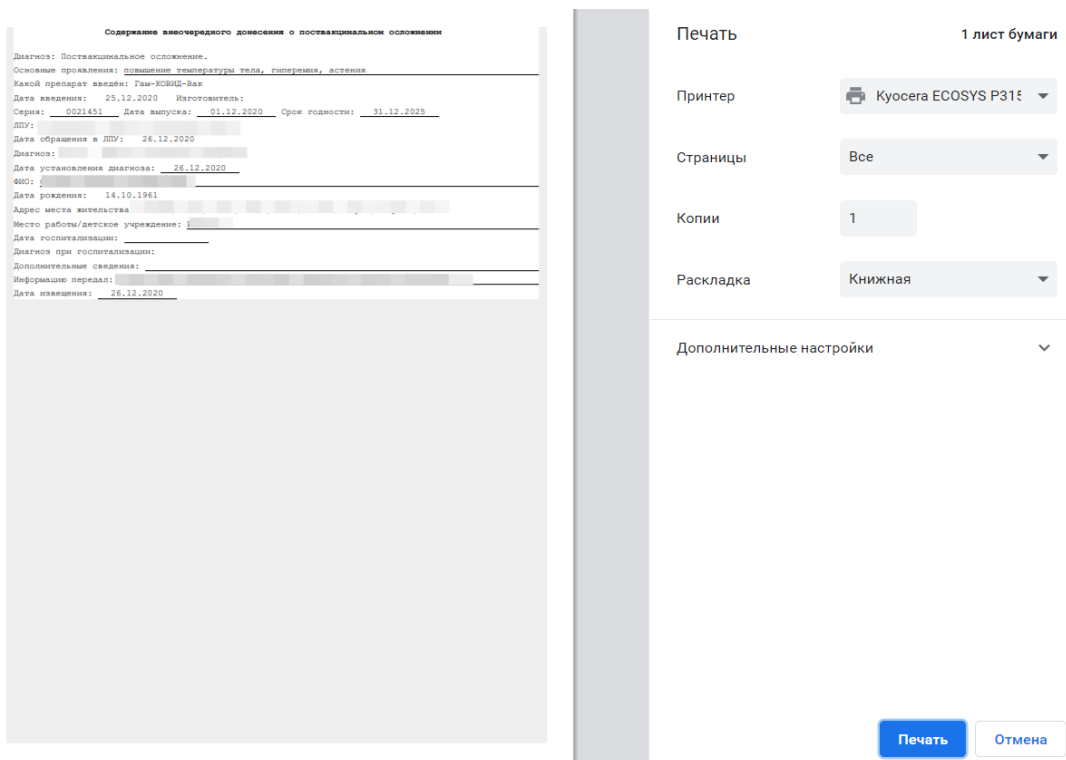 Содержание внеочередного донесения о поствакцинальном осложнении
Диагноз: Поствакцинальное осложнение.
Основные проявления: повышение температуры тела, гиперемия, астения
Какой препарат введён: Гам-КОВИД-Вак
Дата введения: 25.12.2020 Изготовитель:
Серия: 0021451 Дата выпуска: 01.12.2020 Срок годности: 31.12.2025
ЛПУ:
Дата обращения в ЛПУ: 26.12.2020
Диагноз:
Дата установления диагноза: 26.12.2020
ФИО:
Дата рождения: 14.10.1961
Адрес места жительства
Место работы/детское учреждение:
Дата госпитализации:
Диагноз при госпитализации:
Дополнительные сведения:
Информацию передал:
Дата извещения: 26.12.2020
Печать 1 лист бумаги
Принтер Kyocera ECOSYS P315
Страницы Все
Копии 1
Раскладка Книжная
Дополнительные настройки
Печать Отмена